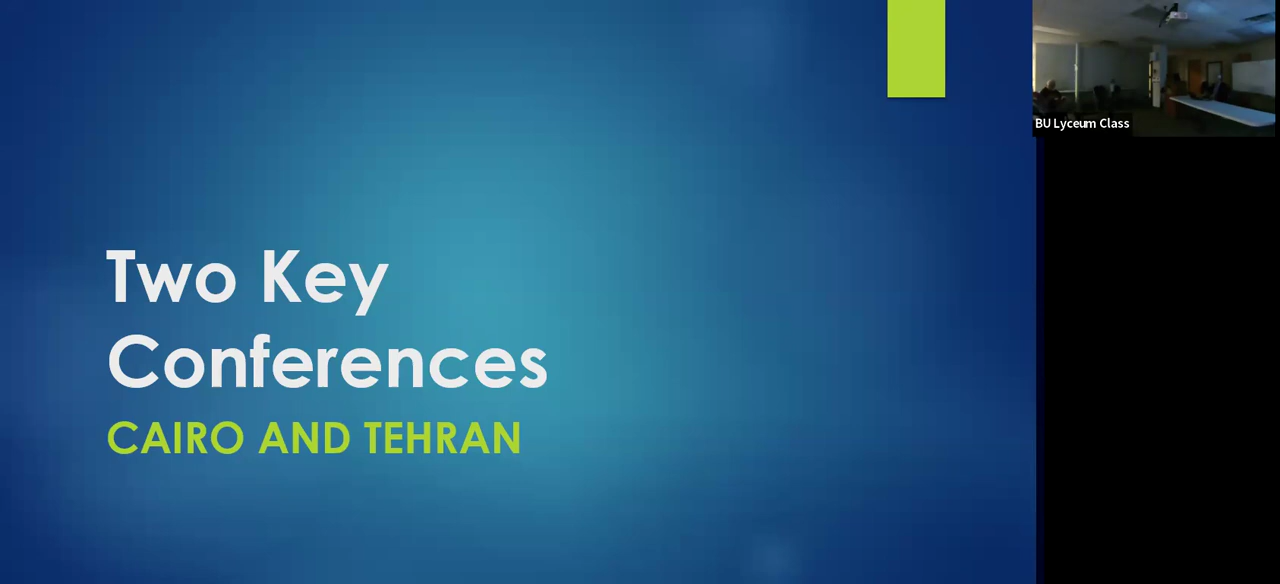 Two Key
Conferences
CAIRO AND TEHRAN
BU Lyceum Class